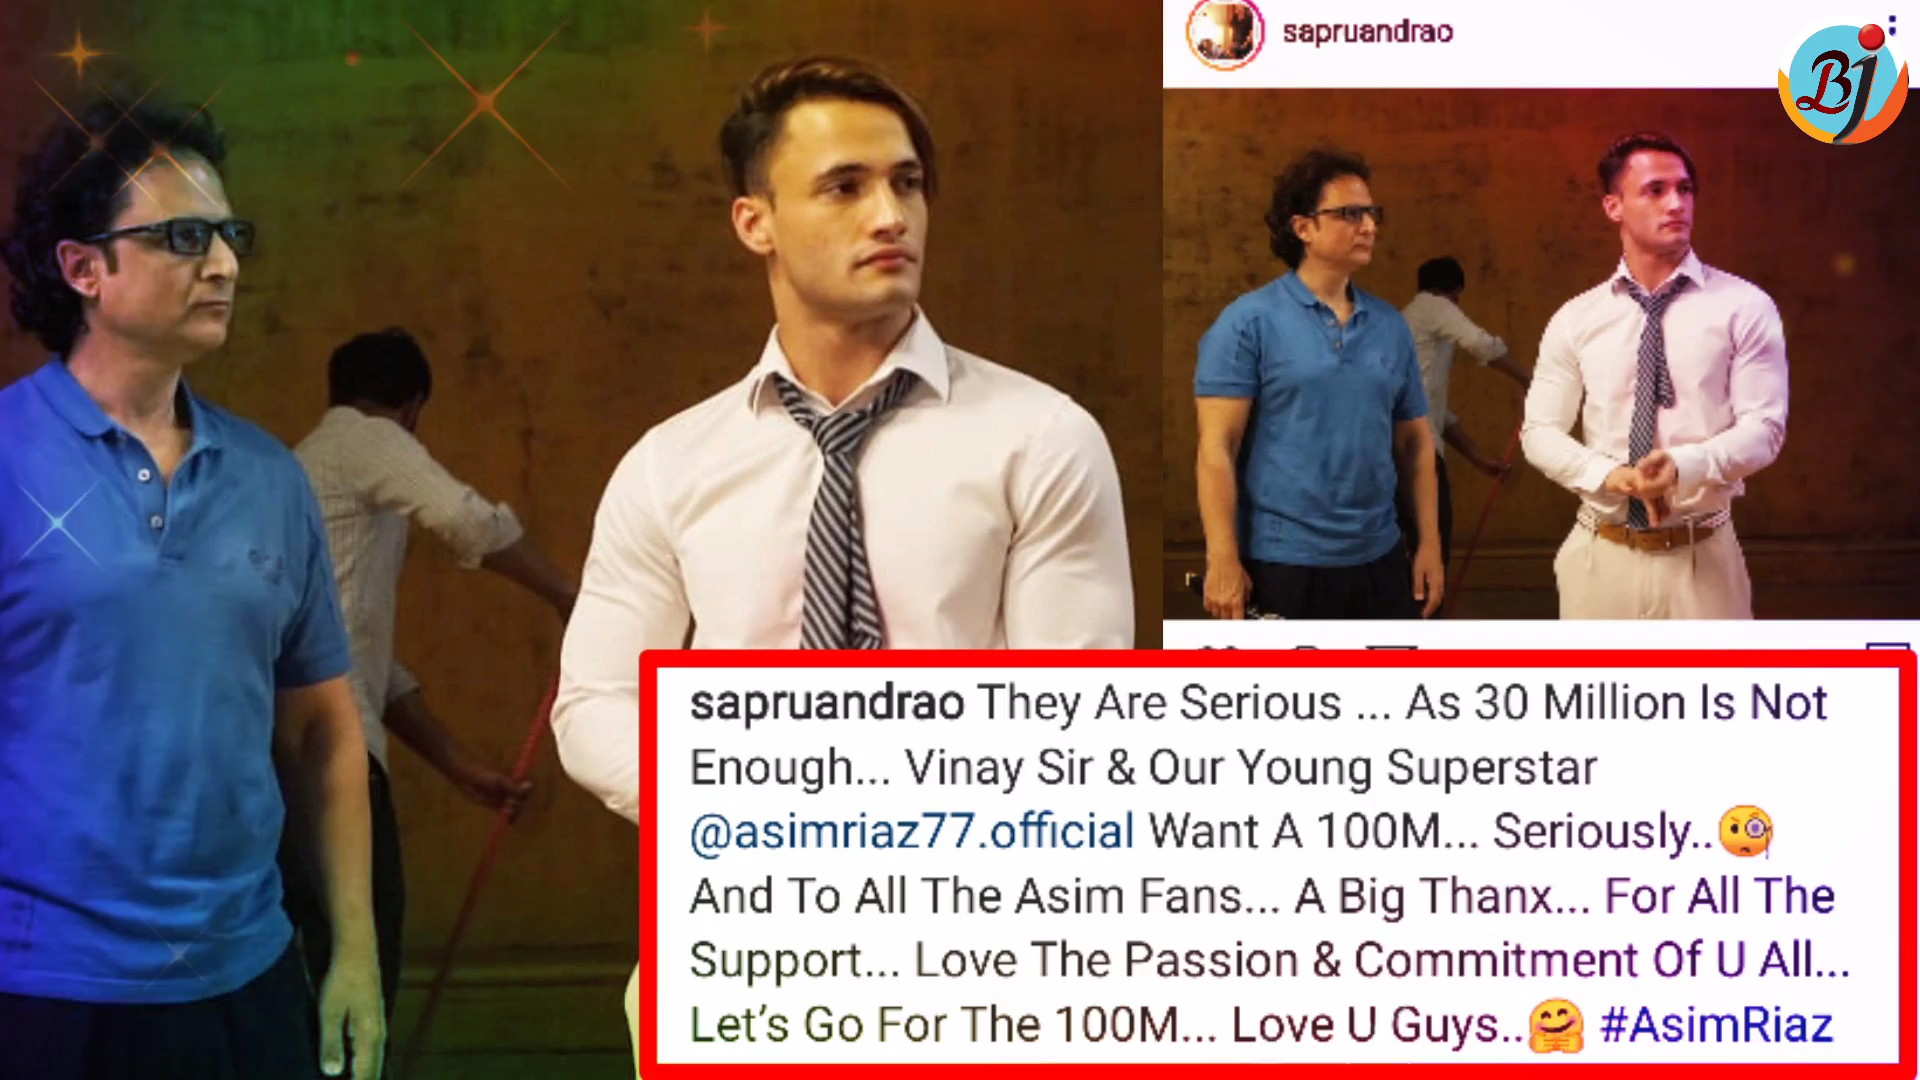 sapruandrao
BJ
sapruandrao They Are Serious ... As 30 Million Is Not
Enough... Vinay Sir & Our Young Superstar
@asimriaz77.official Want A 100M... Seriously..🧐
And To All The Asim Fans... A Big Thanx... For All The
Support... Love The Passion & Commitment Of U All...
Let's Go For The 100M... Love U Guys..🤗 #AsimRiaz